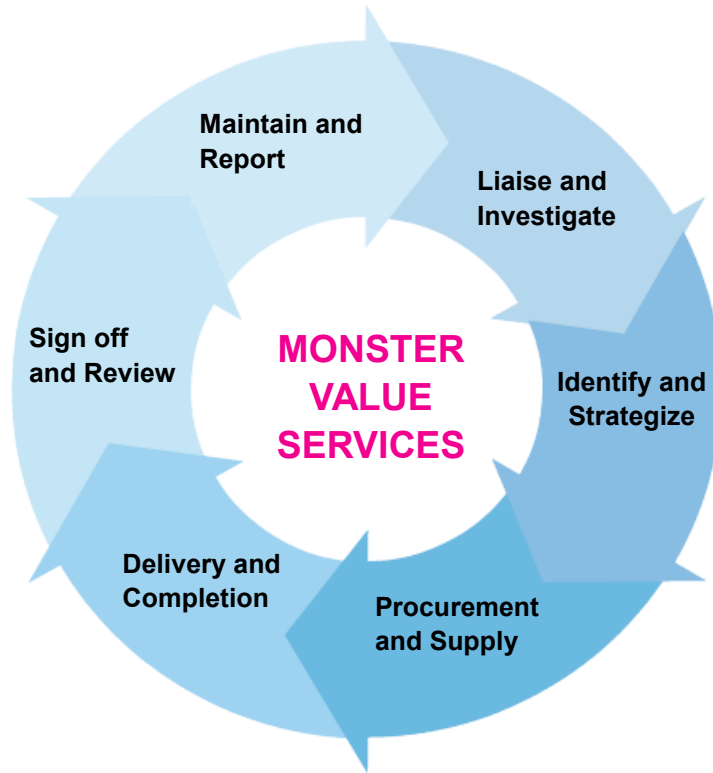 Maintain and
Report
Liaise and
Investigate
Identify and
Strategize
Procurement
and Supply
Delivery and
Completion
Sign off
and Review
MONSTER
VALUE
SERVICES